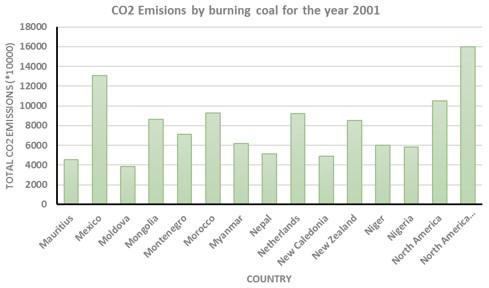 CO2 Emisions by burning coal for the year 2001
TOTAL CO2 EMISSIONS (*10000)
18000
16000
14000
12000
10000
8000
6000
4000
2000
0
Mauritius
Mexico
Moldova
Mongolia
Montenegro
Morocco
Myanmar
Nepal
Netherlands
New Caledonia
New Zealand
Niger
Nigeria
North America
North America...
COUNTRY